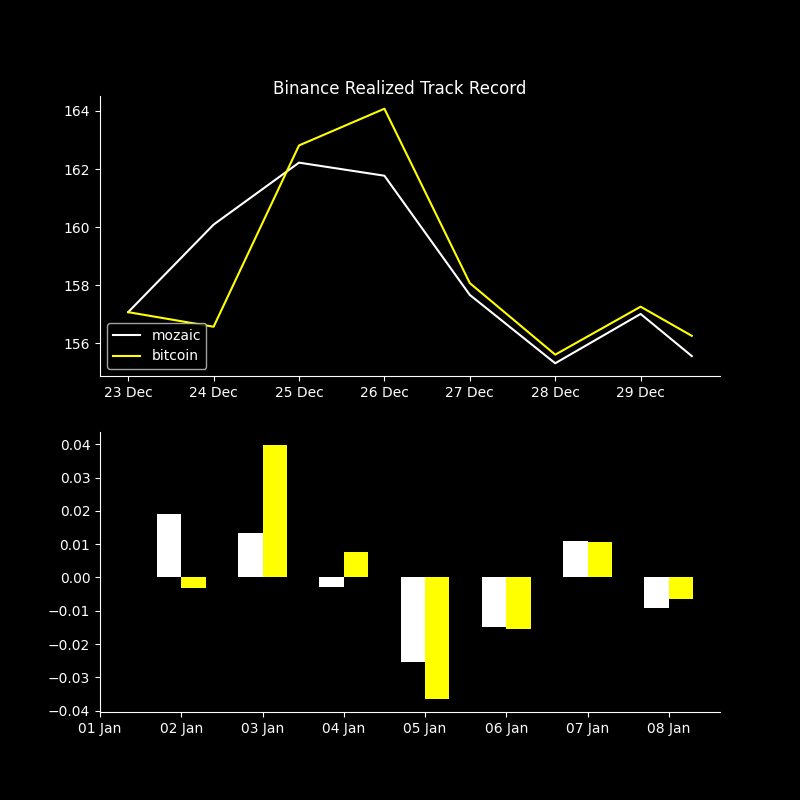 Binance Realized Track Record
164
162
160
158
156
mozaic
bitcoin
23 Dec 24 Dec 25 Dec 26 Dec 27 Dec 28 Dec 29 Dec
0.04
0.03
0.02
0.01
0.00
−0.01
−0.02
−0.03
−0.04
01 Jan 02 Jan 03 Jan 04 Jan 05 Jan 06 Jan 07 Jan 08 Jan